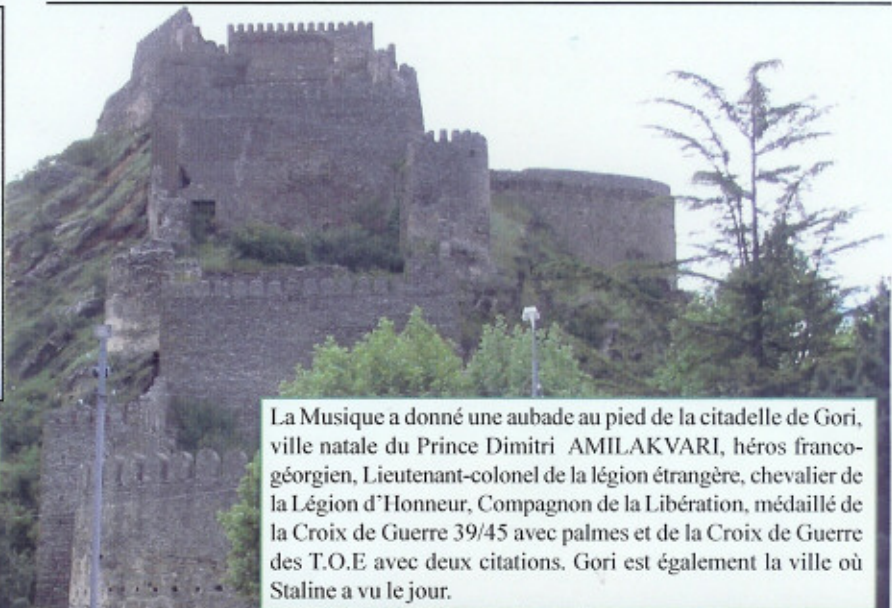 La Musique a donné une aubade au pied de la citadelle de Gori,
ville natale du Prince Dimitri AMILAKVARI, héros franco-
géorgien, Lieutenant-colonel de la légion étrangère, chevalier de
la Légion d'Honneur, Compagnon de la Libération, médaillé de
la Croix de Guerre 39/45 avec palmes et de la Croix de Guerre
des T.O.E avec deux citations. Gori est également la ville où
Staline a vu le jour.